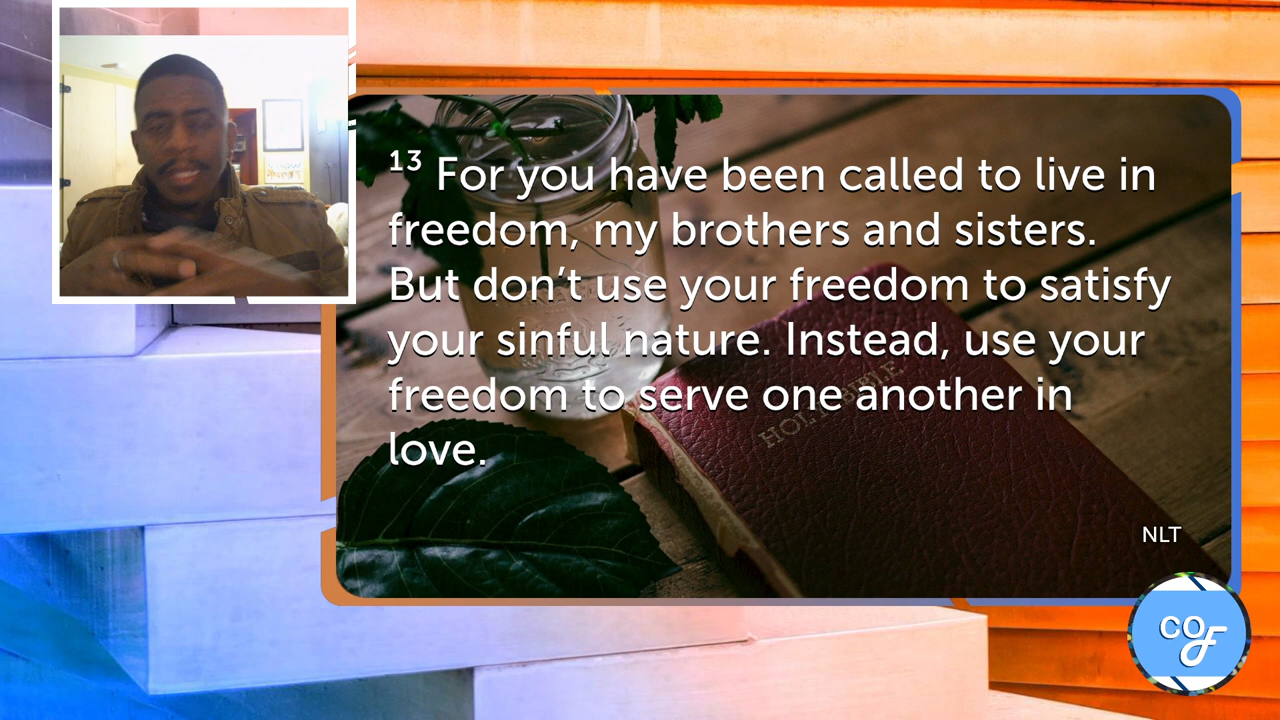 13 For you have been called to live in
freedom, my brothers and sisters.
But don’t use your freedom to satisfy
your sinful nature. Instead, use your
freedom to serve one another in
love.
HOLY BIBLE
NLT
COF